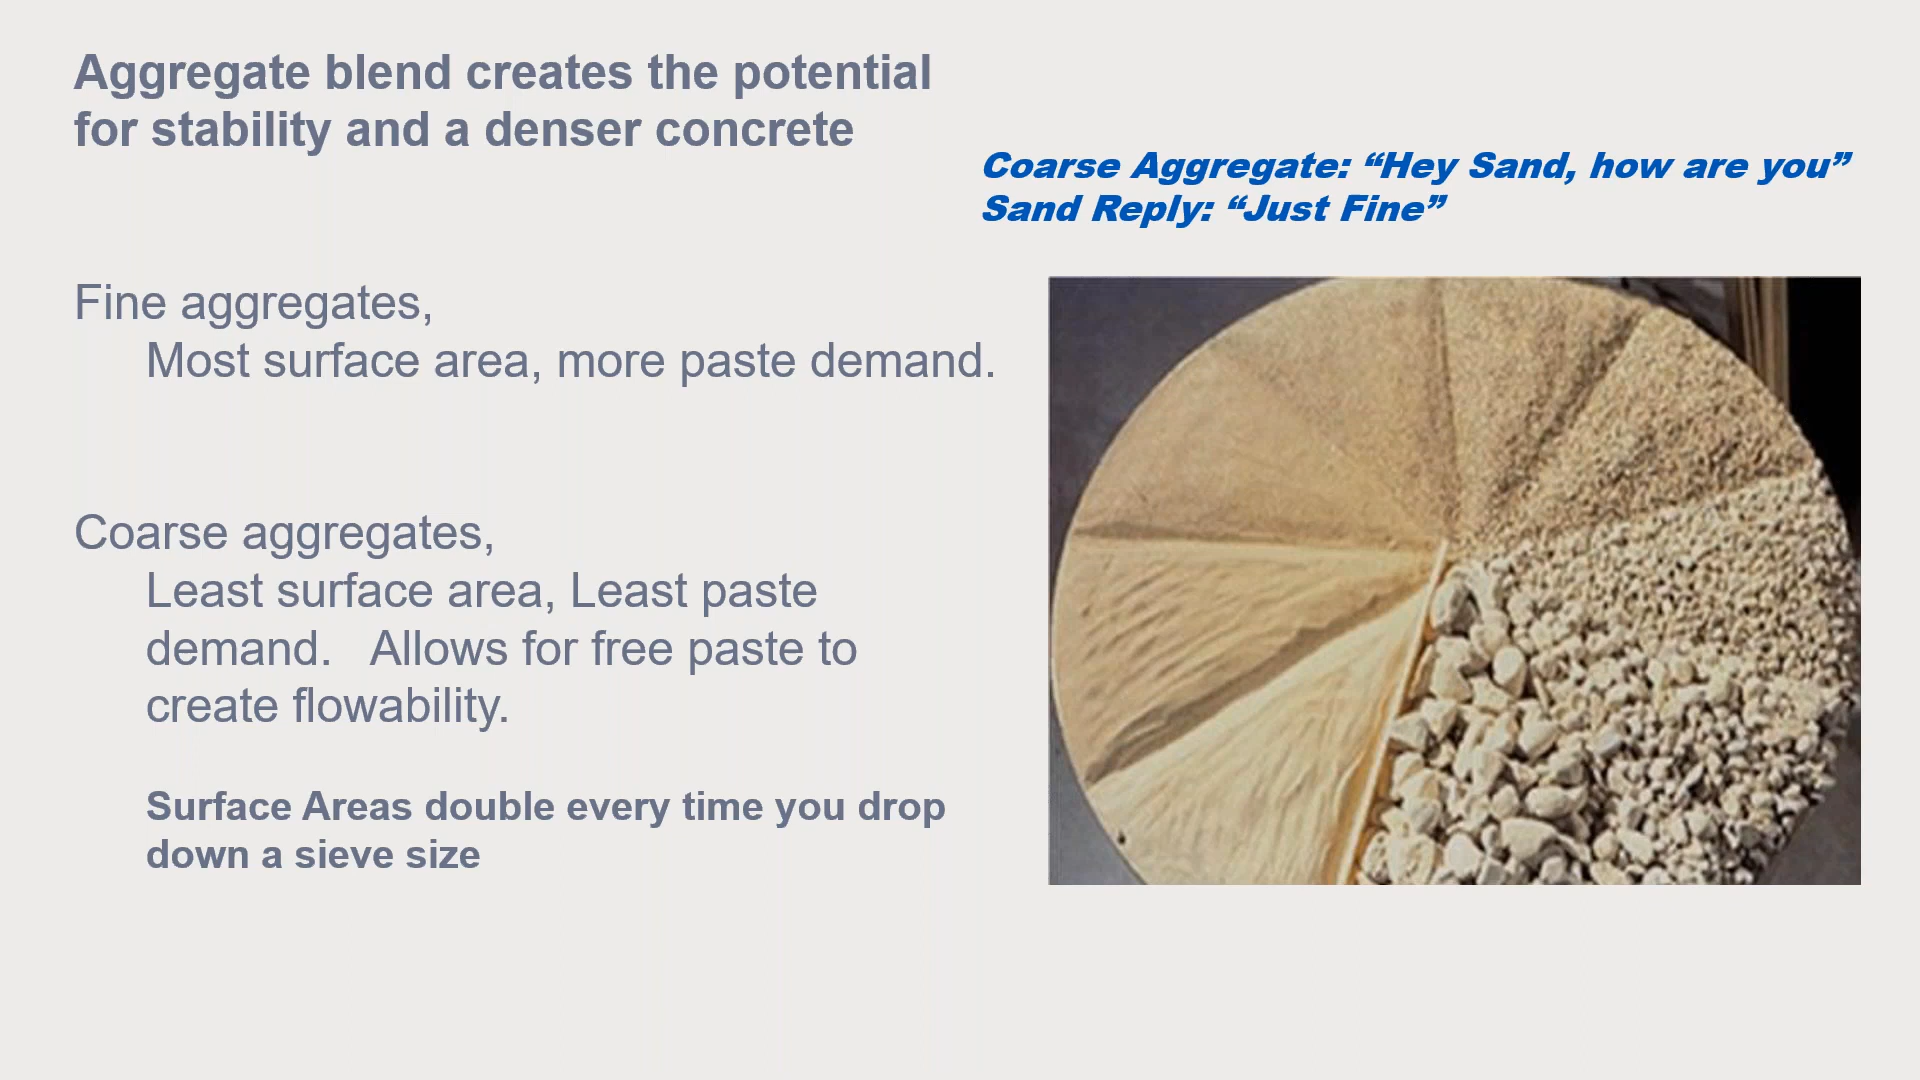 Aggregate blend creates the potential
for stability and a denser concrete
Coarse Aggregate: “Hey Sand, how are you”
Sand Reply: “Just Fine”
Fine aggregates,
Most surface area, more paste demand.
Coarse aggregates,
Least surface area, Least paste
demand.   Allows for free paste to
create flowability.
Surface Areas double every time you drop
down a sieve size